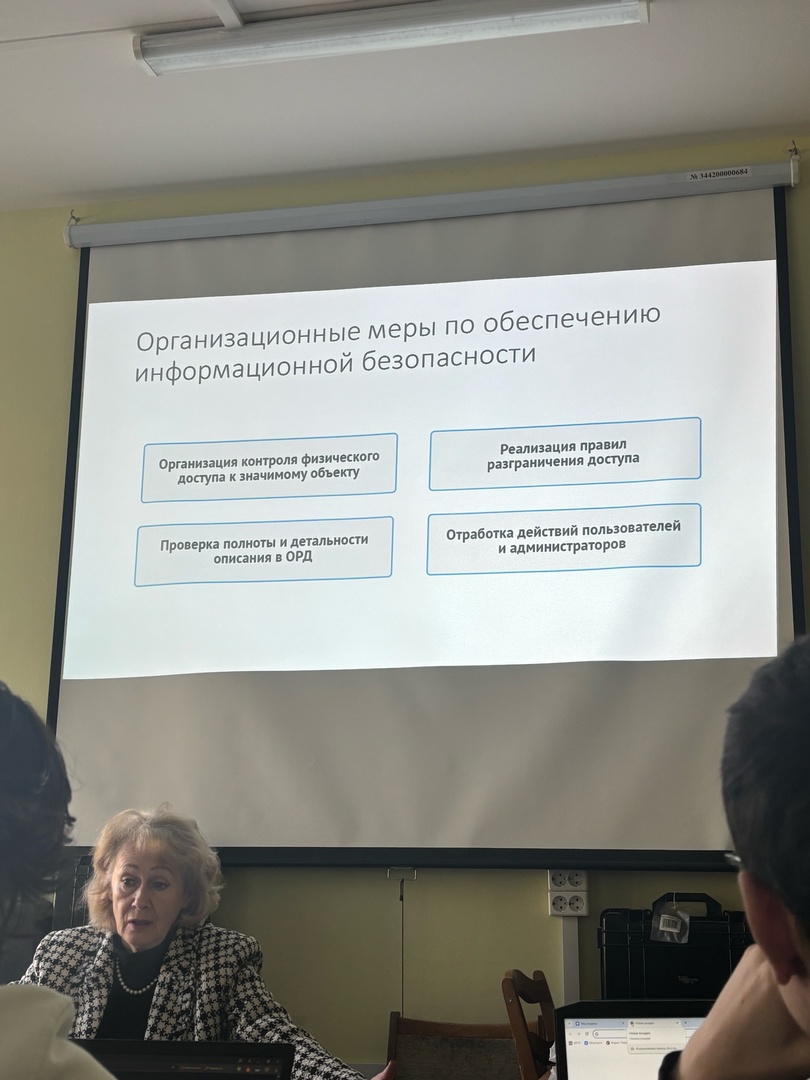 № 344200000684
Организационные меры по обеспечению
информационной безопасности
Организация контроля физического
доступа к значимому объекту
Реализация правил
разграничения доступа
Проверка полноты и детальности
описания в ОРД
Отработка действий пользователей
и администраторов